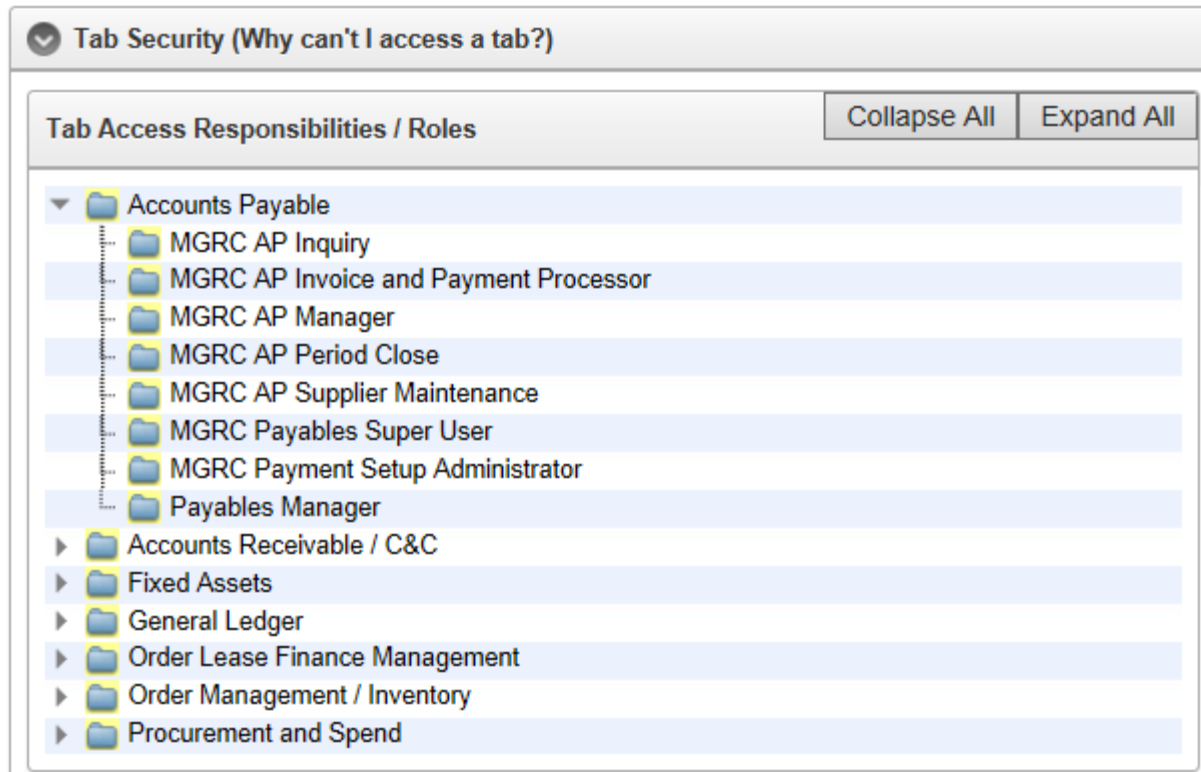 Tab Security (Why can't I access a tab?)
Tab Access Responsibilities / Roles
Collapse All
Expand All
Accounts Payable
MGRC AP Inquiry
MGRC AP Invoice and Payment Processor
MGRC AP Manager
MGRC AP Period Close
MGRC AP Supplier Maintenance
MGRC Payables Super User
MGRC Payment Setup Administrator
Payables Manager
Accounts Receivable / C&C
Fixed Assets
General Ledger
Order Lease Finance Management
Order Management / Inventory
Procurement and Spend